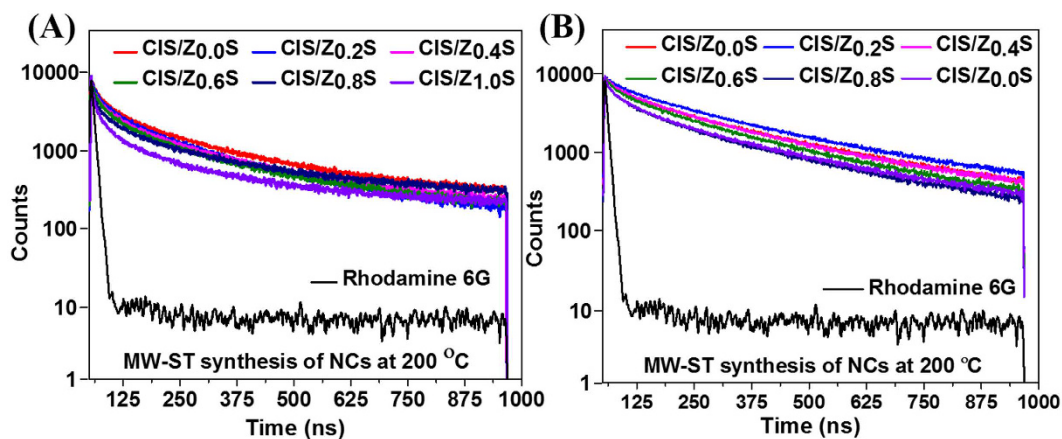 (A)
CIS/Z0.0S CIS/Z0.2S CIS/Z0.4S
CIS/Z0.6S CIS/Z0.8S CIS/Z1.0S
10000
1000
100
10
1
Counts
Rhodamine 6G
MW-ST synthesis of NCs at 200 °C
125 250 375 500 625 750 875 1000
Time (ns)
(B)
CIS/Z0.0S CIS/Z0.2S CIS/Z0.4S
CIS/Z0.6S CIS/Z0.8S CIS/Z0.0S
10000
1000
100
10
1
Counts
Rhodamine 6G
MW-ST synthesis of NCs at 200 °C
125 250 375 500 625 750 875 1000
Time (ns)